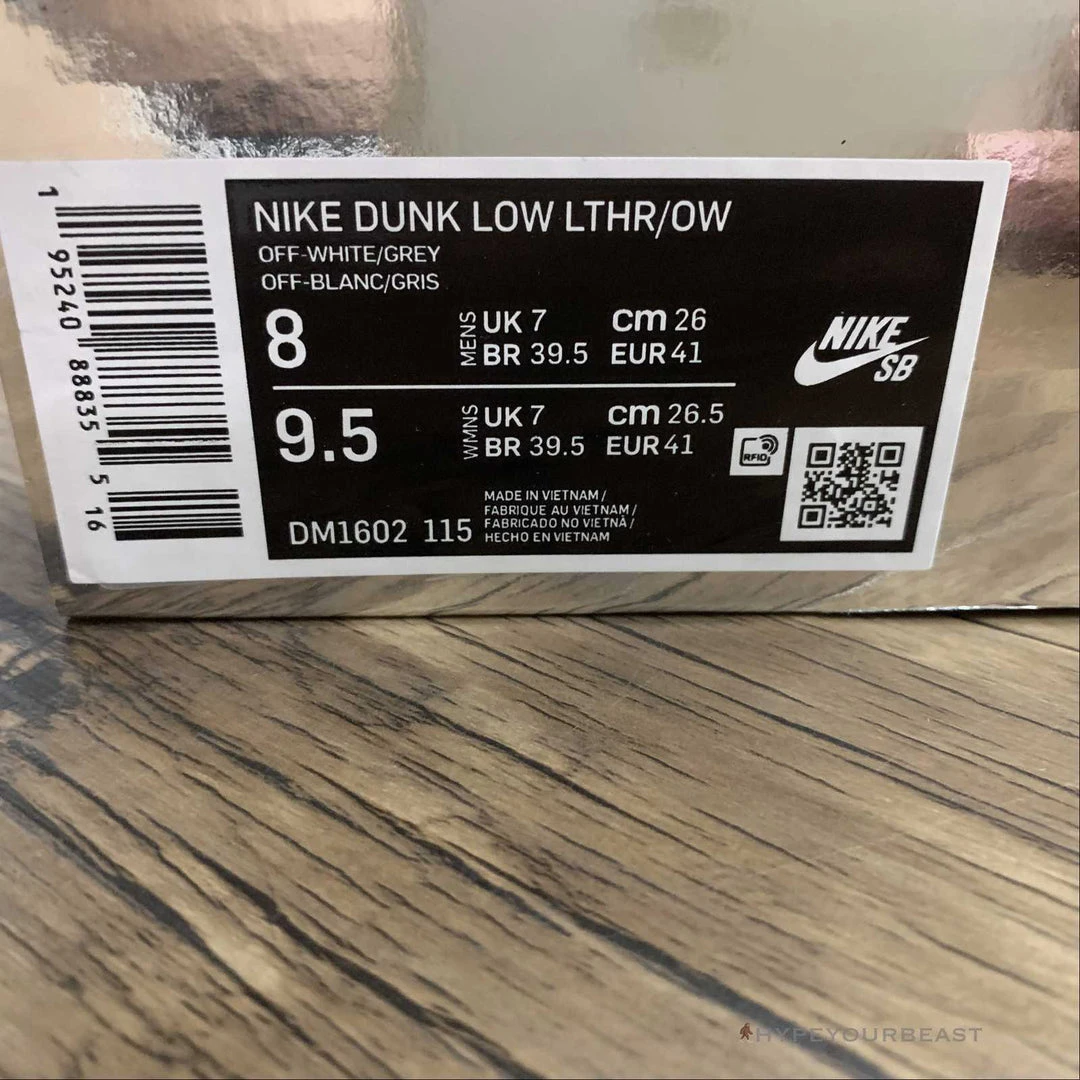 NIKE DUNK LOW LTHR/OW
OFF-WHITE/GREY
OFF-BLANC/GRIS
8 MENS UK 7 cm 26
BR 39.5 EUR 41
9.5 WMNS UK 7 cm 26.5
BR 39.5 EUR 41
NIKE
SB
RFID
MADE IN VIETNAM /
FABRIQUE AU VIETNAM /
FABRICADO NO VIETNÃ /
HECHO EN VIETNAM
DM1602 115
1 95240 88835 5 16
HYPEYOURBEAST